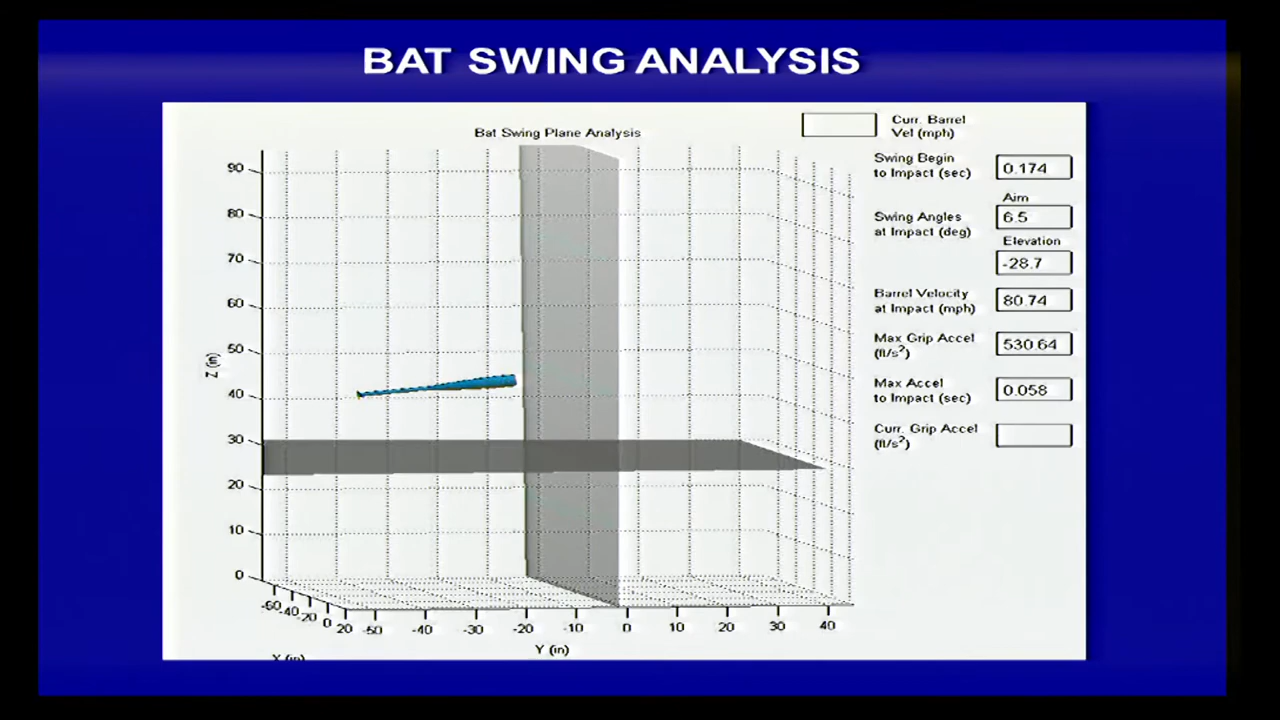 BAT SWING ANALYSIS
Bat Swing Plane Analysis
Curr. Barrel
Vel (mph)
Swing Begin
to Impact (sec)
0.174
Aim
Swing Angles
at Impact (deg)
6.5
Elevation
-28.7
Barrel Velocity
at Impact (mph)
80.74
Max Grip Accel
(ft/s²)
530.64
Max Accel
to Impact (sec)
0.058
Curr. Grip Accel
(ft/s²)
90
80
70
60
50
40
30
20
10
0
Z (in)
-60 -40 -20 0 20
-50 -40 -30 -20 -10 0 10 20 30 40
Y (in)
X (in)